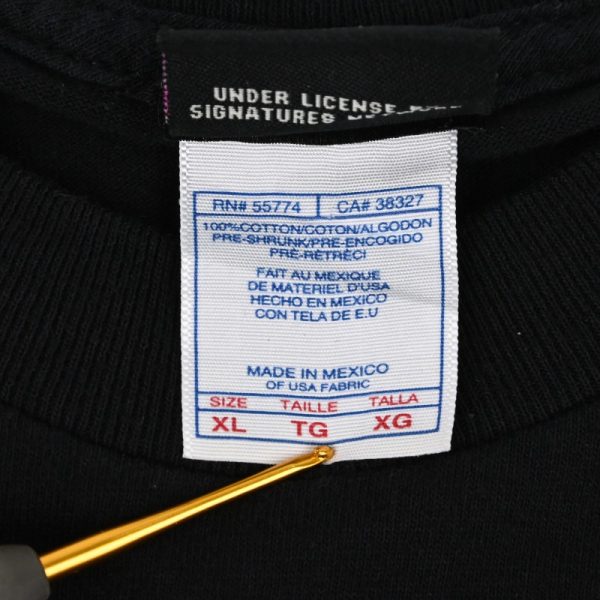 UNDER LICENSE
SIGNATURES
RN# 55774 CA# 38327
100%COTTON/COTON/ALGODON
PRE-SHRUNK/PRE-ENCOGIDO
PRÉ-RÉTRÉCI
FAIT AU MEXIQUE
DE MATERIEL D'USA
HECHO EN MEXICO
CON TELA DE E.U
MADE IN MEXICO
OF USA FABRIC
SIZE TAILLE TALLA
XL TG XG